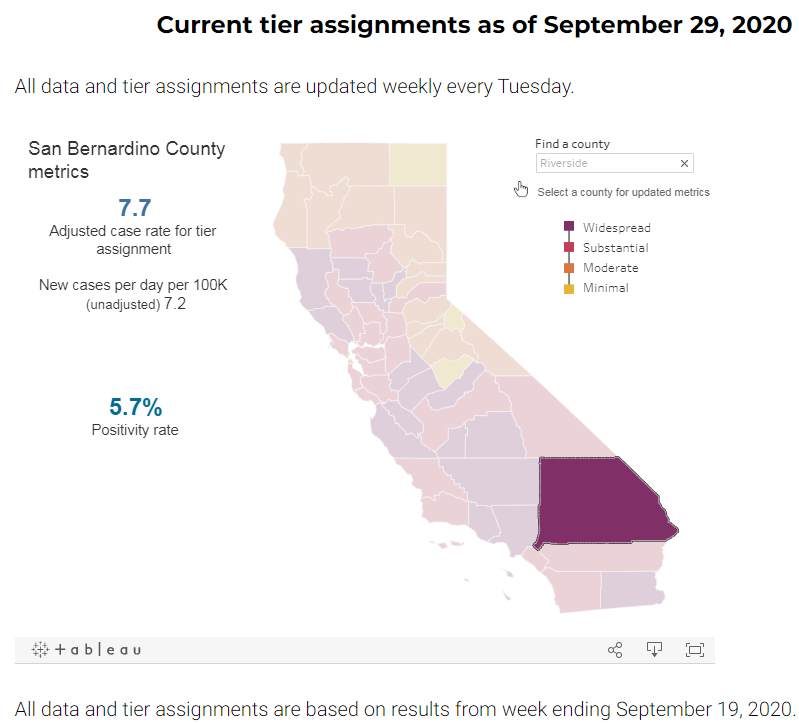 Current tier assignments as of September 29, 2020
All data and tier assignments are updated weekly every Tuesday.
San Bernardino County
metrics
7.7
Adjusted case rate for tier
assignment
New cases per day per 100K
(unadjusted) 7.2
5.7%
Positivity rate
Find a county
Riverside
Select a county for updated metrics
Widespread
Substantial
Moderate
Minimal
+ableau
All data and tier assignments are based on results from week ending September 19, 2020.